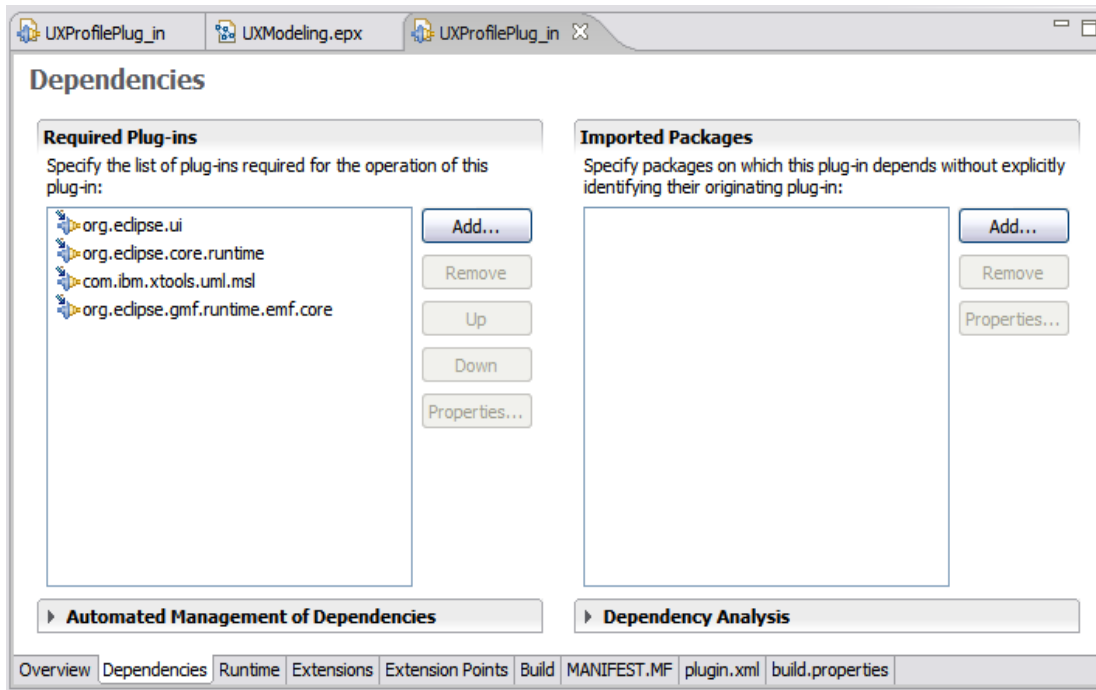 UXProfilePlug_in
UXModeling.epx
UXProfilePlug_in
Dependencies
Required Plug-ins
Specify the list of plug-ins required for the operation of this
plug-in:
org.eclipse.ui
org.eclipse.core.runtime
com.ibm.xtools.uml.msl
org.eclipse.gmf.runtime.emf.core
Add...
Remove
Up
Down
Properties...
Automated Management of Dependencies
Imported Packages
Specify packages on which this plug-in depends without explicitly
identifying their originating plug-in:
Add...
Remove
Properties...
Dependency Analysis
Overview
Dependencies
Runtime
Extensions
Extension Points
Build
MANIFEST.MF
plugin.xml
build.properties